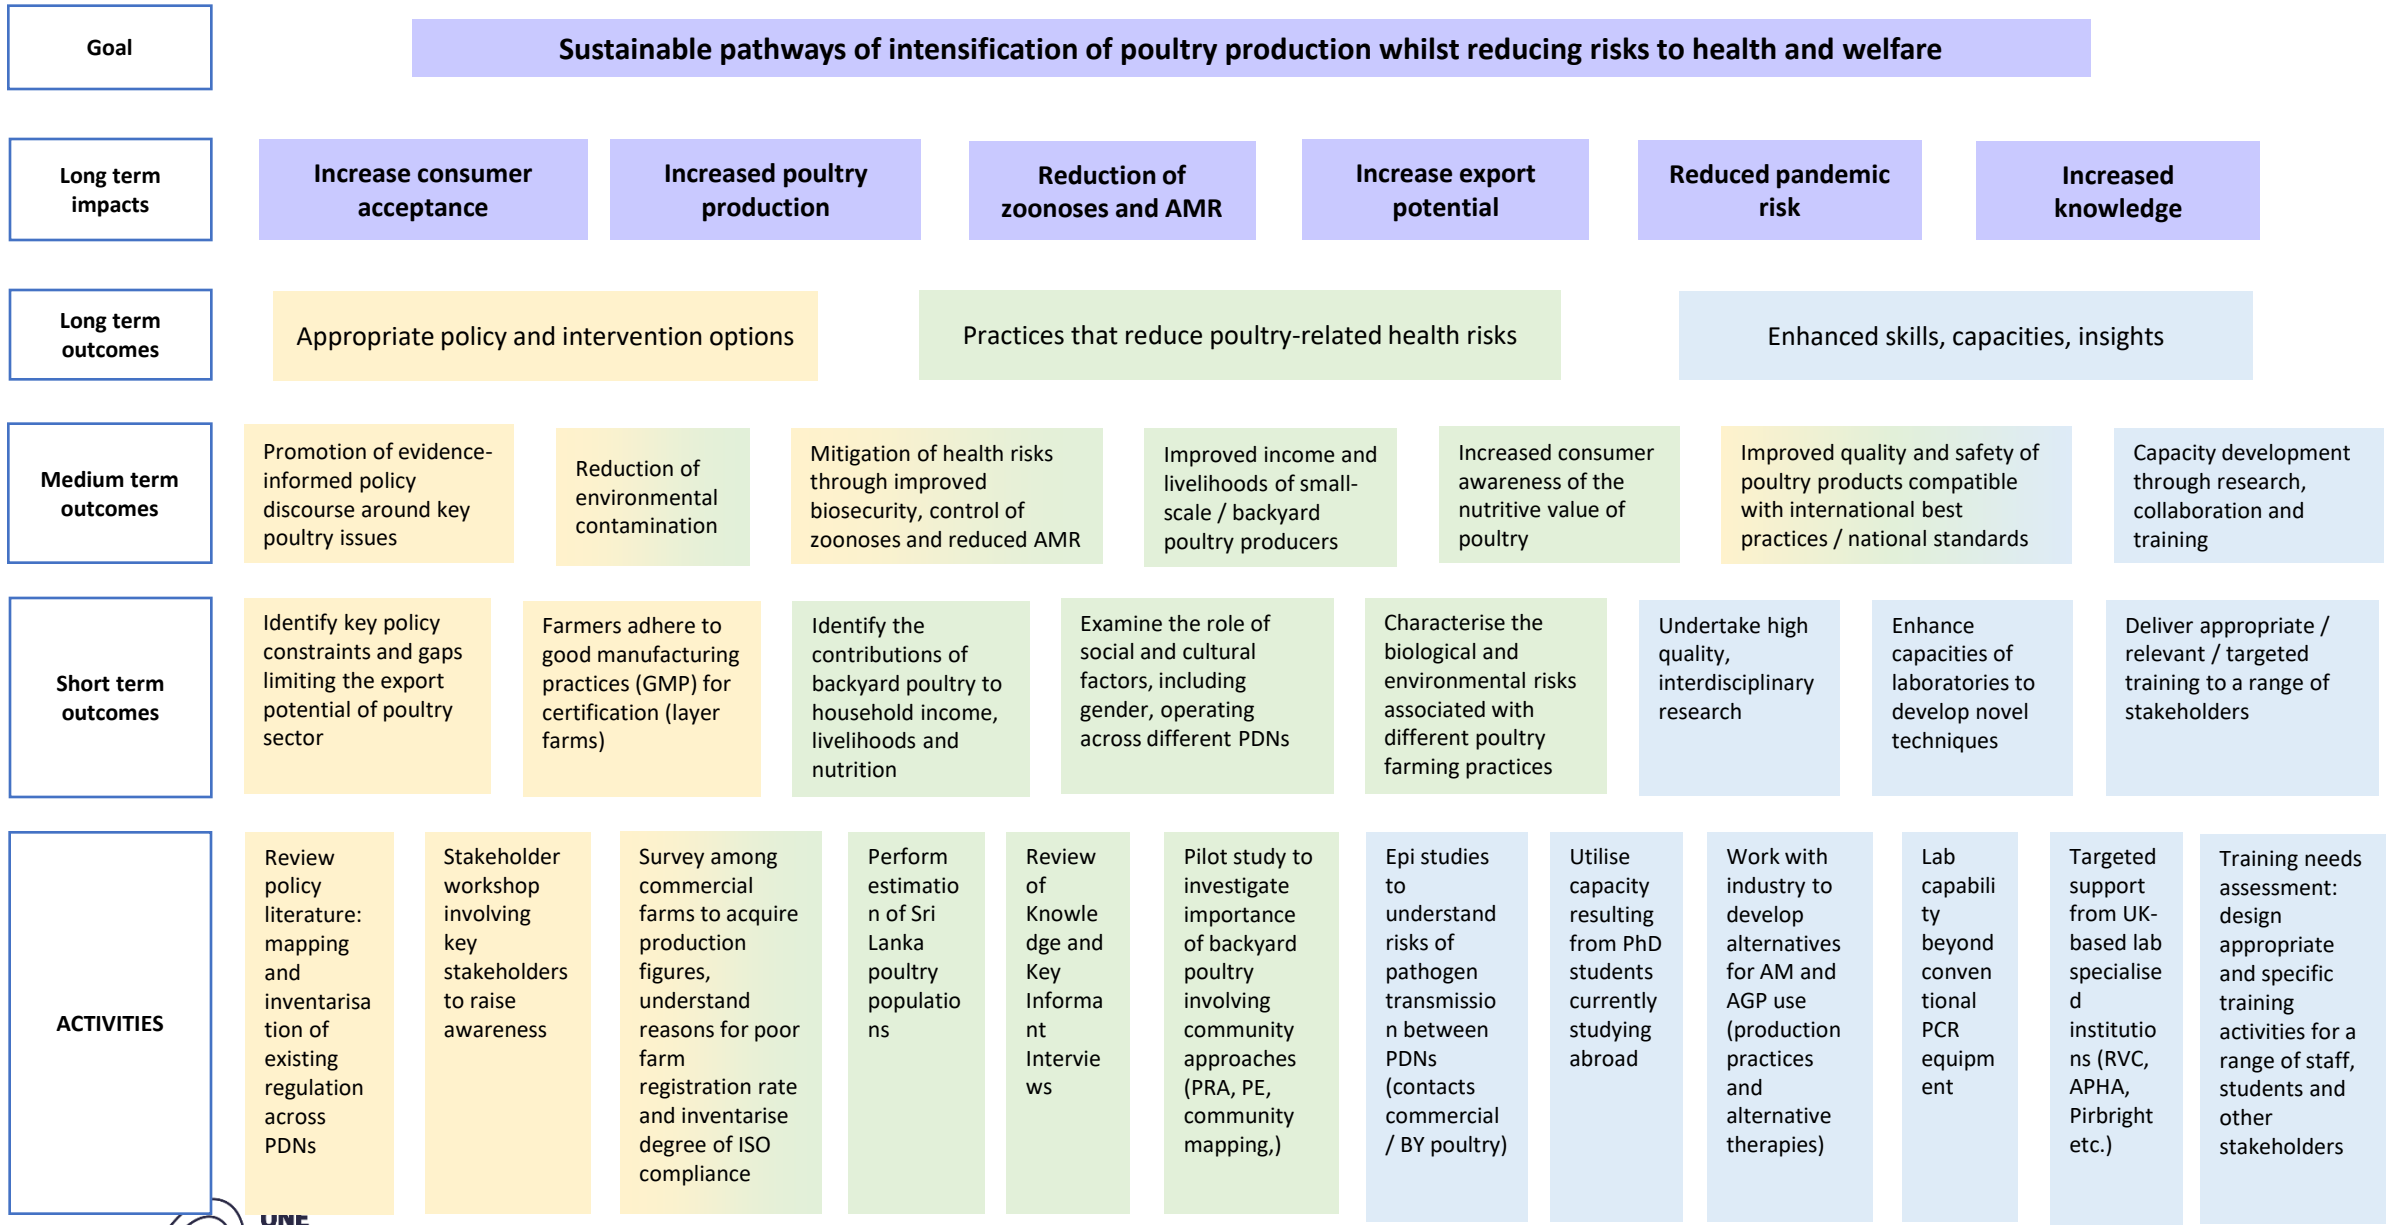 Goal
Sustainable pathways of intensification of poultry production whilst reducing risks to health and welfare
Long term
impacts
Increase consumer
acceptance
Increased poultry
production
Reduction of
zoonoses and AMR
Increase export
potential
Reduced pandemic
risk
Increased
knowledge
Long term
outcomes
Appropriate policy and intervention options
Practices that reduce poultry-related health risks
Enhanced skills, capacities, insights
Medium term
outcomes
Promotion of evidence-
informed policy
discourse around key
poultry issues
Reduction of
environmental
contamination
Mitigation of health risks
through improved
biosecurity, control of
zoonoses and reduced AMR
Improved income and
livelihoods of small-
scale / backyard
poultry producers
Increased consumer
awareness of the
nutritive value of
poultry
Improved quality and safety of
poultry products compatible
with international best
practices / national standards
Capacity development
through research,
collaboration and
training
Short term
outcomes
Identify key policy
constraints and gaps
limiting the export
potential of poultry
sector
Farmers adhere to
good manufacturing
practices (GMP) for
certification (layer
farms)
Identify the
contributions of
backyard poultry to
household income,
livelihoods and
nutrition
Examine the role of
social and cultural
factors, including
gender, operating
across different PDNs
Characterise the
biological and
environmental risks
associated with
different poultry
farming practices
Undertake high
quality,
interdisciplinary
research
Enhance
capacities of
laboratories to
develop novel
techniques
Deliver appropriate /
relevant / targeted
training to a range of
stakeholders
ACTIVITIES
Review
policy
literature:
mapping
and
inventarisa
tion of
existing
regulation
across
PDNs
Stakeholder
workshop
involving
key
stakeholders
to raise
awareness
Survey among
commercial
farms to acquire
production
figures,
understand
reasons for poor
farm
registration rate
and inventarise
degree of ISO
compliance
Perform
estimatio
n of Sri
Lanka
poultry
populatio
ns
Review
of
Knowle
dge and
Key
Informa
nt
Intervie
ws
Pilot study to
investigate
importance
of backyard
poultry
involving
community
approaches
(PRA, PE,
community
mapping,)
Epi studies
to
understand
risks of
pathogen
transmissio
n between
PDNs
(contacts
commercial
/ BY poultry)
Utilise
capacity
resulting
from PhD
students
currently
studying
abroad
Work with
industry to
develop
alternatives
for AM and
AGP use
(production
practices
and
alternative
therapies)
Lab
capabili
ty
beyond
conven
tional
PCR
equipm
ent
Targeted
support
from UK-
based lab
specialise
d
institutio
ns (RVC,
APHA,
Pirbright
etc.)
Training needs
assessment:
design
appropriate
and specific
training
activities for a
range of staff,
students and
other
stakeholders
ONE